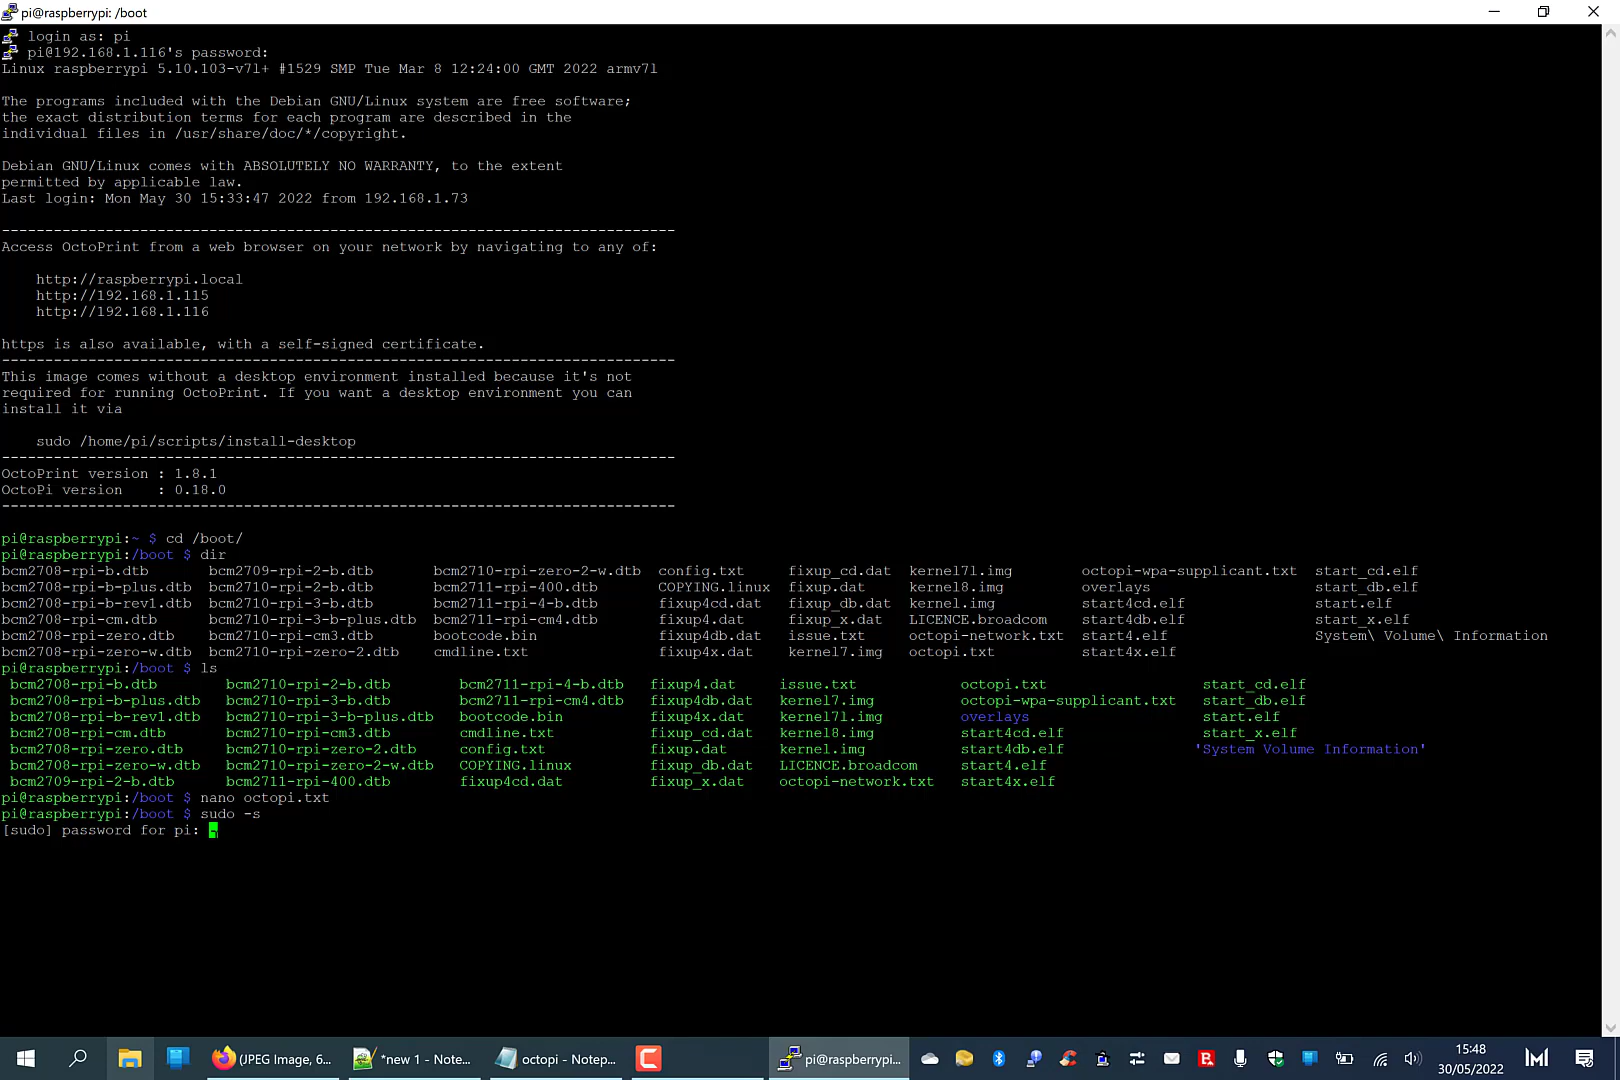 pi@raspberrypi: /boot
login as: pi
pi@192.168.1.116's password:
Linux raspberrypi 5.10.103-v7l+ #1529 SMP Tue Mar 8 12:24:00 GMT 2022 armv7l
The programs included with the Debian GNU/Linux system are free software;
the exact distribution terms for each program are described in the
individual files in /usr/share/doc/*/copyright.
Debian GNU/Linux comes with ABSOLUTELY NO WARRANTY, to the extent
permitted by applicable law.
Last login: Mon May 30 15:33:47 2022 from 192.168.1.73
------------------------------------------------------------------------------
Access OctoPrint from a web browser on your network by navigating to any of:
http://raspberrypi.local
http://192.168.1.115
http://192.168.1.116
https is also available, with a self-signed certificate.
------------------------------------------------------------------------------
This image comes without a desktop environment installed because it's not
required for running OctoPrint. If you want a desktop environment you can
install it via
sudo /home/pi/scripts/install-desktop
------------------------------------------------------------------------------
OctoPrint version : 1.8.1
OctoPi version    : 0.18.0
------------------------------------------------------------------------------
pi@raspberrypi:~ $ cd /boot/
pi@raspberrypi:/boot $ dir
bcm2708-rpi-b.dtb bcm2709-rpi-2-b.dtb bcm2710-rpi-zero-2-w.dtb config.txt fixup_cd.dat kernel7l.img octopi-wpa-supplicant.txt start_cd.elf
bcm2708-rpi-b-plus.dtb bcm2710-rpi-2-b.dtb bcm2711-rpi-400.dtb COPYING.linux fixup.dat kernel8.img overlays start_db.elf
bcm2708-rpi-b-rev1.dtb bcm2710-rpi-3-b.dtb bcm2711-rpi-4-b.dtb fixup4cd.dat fixup_db.dat kernel.img start4cd.elf start.elf
bcm2708-rpi-cm.dtb bcm2710-rpi-3-b-plus.dtb bcm2711-rpi-cm4.dtb fixup4.dat fixup_x.dat LICENCE.broadcom start4db.elf start_x.elf
bcm2708-rpi-zero.dtb bcm2710-rpi-cm3.dtb bootcode.bin fixup4db.dat issue.txt octopi-network.txt start4.elf System\ Volume\ Information
bcm2708-rpi-zero-w.dtb bcm2710-rpi-zero-2.dtb cmdline.txt fixup4x.dat kernel7.img octopi.txt start4x.elf
pi@raspberrypi:/boot $ ls
bcm2708-rpi-b.dtb bcm2710-rpi-2-b.dtb bcm2711-rpi-4-b.dtb fixup4.dat issue.txt octopi.txt start_cd.elf
bcm2708-rpi-b-plus.dtb bcm2710-rpi-3-b.dtb bcm2711-rpi-cm4.dtb fixup4db.dat kernel7.img octopi-wpa-supplicant.txt start_db.elf
bcm2708-rpi-b-rev1.dtb bcm2710-rpi-3-b-plus.dtb bootcode.bin fixup4x.dat kernel7l.img overlays start.elf
bcm2708-rpi-cm.dtb bcm2710-rpi-cm3.dtb cmdline.txt fixup_cd.dat kernel8.img start4cd.elf start_x.elf
bcm2708-rpi-zero.dtb bcm2710-rpi-zero-2.dtb config.txt fixup.dat kernel.img start4db.elf 'System Volume Information'
bcm2708-rpi-zero-w.dtb bcm2710-rpi-zero-2-w.dtb COPYING.linux fixup_db.dat LICENCE.broadcom start4.elf
bcm2709-rpi-2-b.dtb bcm2711-rpi-400.dtb fixup4cd.dat fixup_x.dat octopi-network.txt start4x.elf
pi@raspberrypi:/boot $ nano octopi.txt
pi@raspberrypi:/boot $ sudo -s
[sudo] password for pi:
(JPEG Image, 6... *new 1 - Note... octopi - Notep... pi@raspberrypi... 15:48
30/05/2022